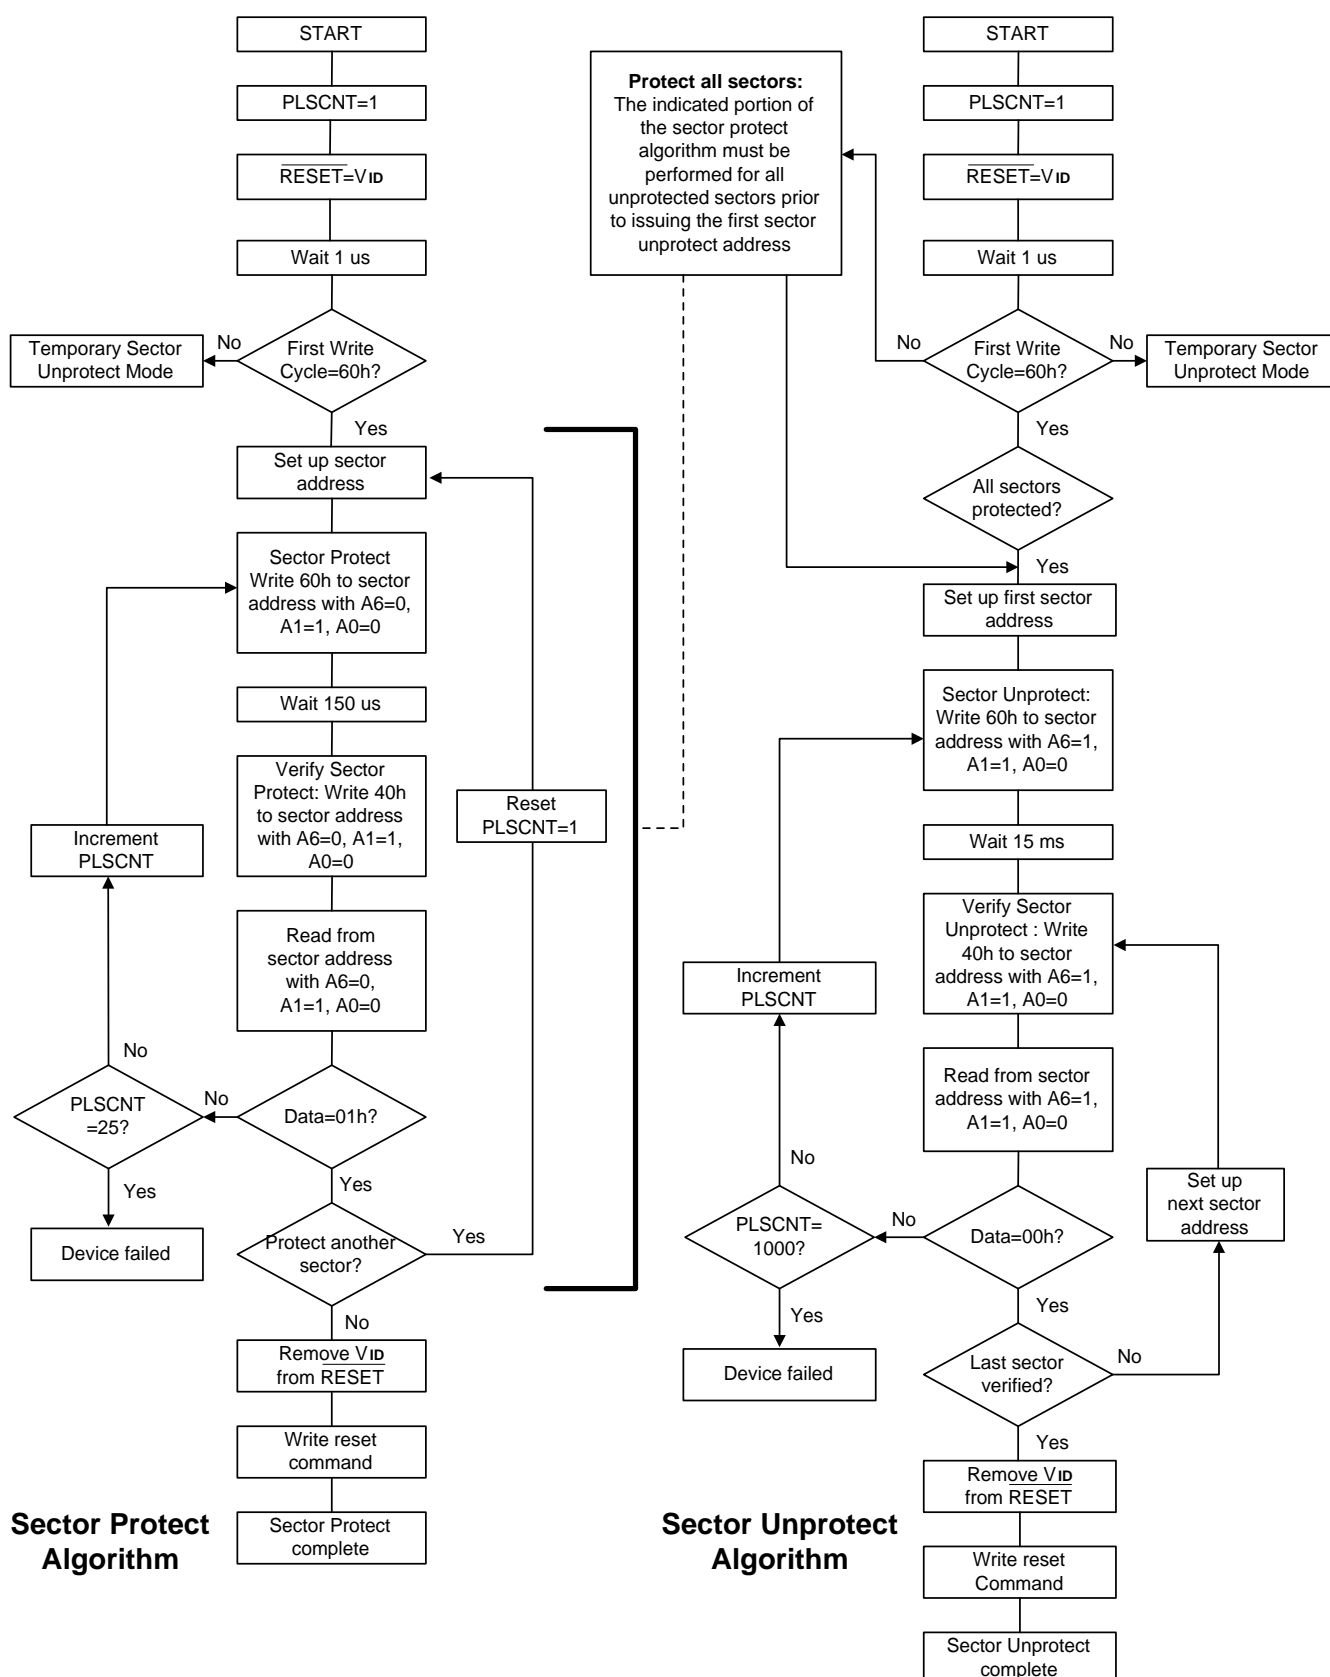 START
PLSCNT=1
RESET=VID
Wait 1 us
First Write
Cycle=60h?
No
Temporary Sector
Unprotect Mode
Yes
Set up sector
address
Sector Protect
Write 60h to sector
address with A6=0,
A1=1, A0=0
Wait 150 us
Verify Sector
Protect: Write 40h
to sector address
with A6=0, A1=1,
A0=0
Reset
PLSCNT=1
Increment
PLSCNT
Read from
sector address
with A6=0,
A1=1, A0=0
No
PLSCNT
=25?
No
Data=01h?
Yes
Yes
Device failed
Protect another
sector?
Yes
No
Remove VID
from RESET
Write reset
command
Sector Protect
complete
Sector Protect
Algorithm
Protect all sectors:
The indicated portion of
the sector protect
algorithm must be
performed for all
unprotected sectors prior
to issuing the first sector
unprotect address
START
PLSCNT=1
RESET=VID
Wait 1 us
No
First Write
Cycle=60h?
No
Temporary Sector
Unprotect Mode
Yes
All sectors
protected?
Yes
Set up first sector
address
Sector Unprotect:
Write 60h to sector
address with A6=1,
A1=1, A0=0
Wait 15 ms
Verify Sector
Unprotect : Write
40h to sector
address with A6=1,
A1=1, A0=0
Increment
PLSCNT
Read from sector
address with A6=1,
A1=1, A0=0
No
Set up
next sector
address
PLSCNT=
1000?
No
Data=00h?
Yes
Yes
Device failed
Last sector
verified?
No
Yes
Remove VID
from RESET
Write reset
Command
Sector Unprotect
complete
Sector Unprotect
Algorithm